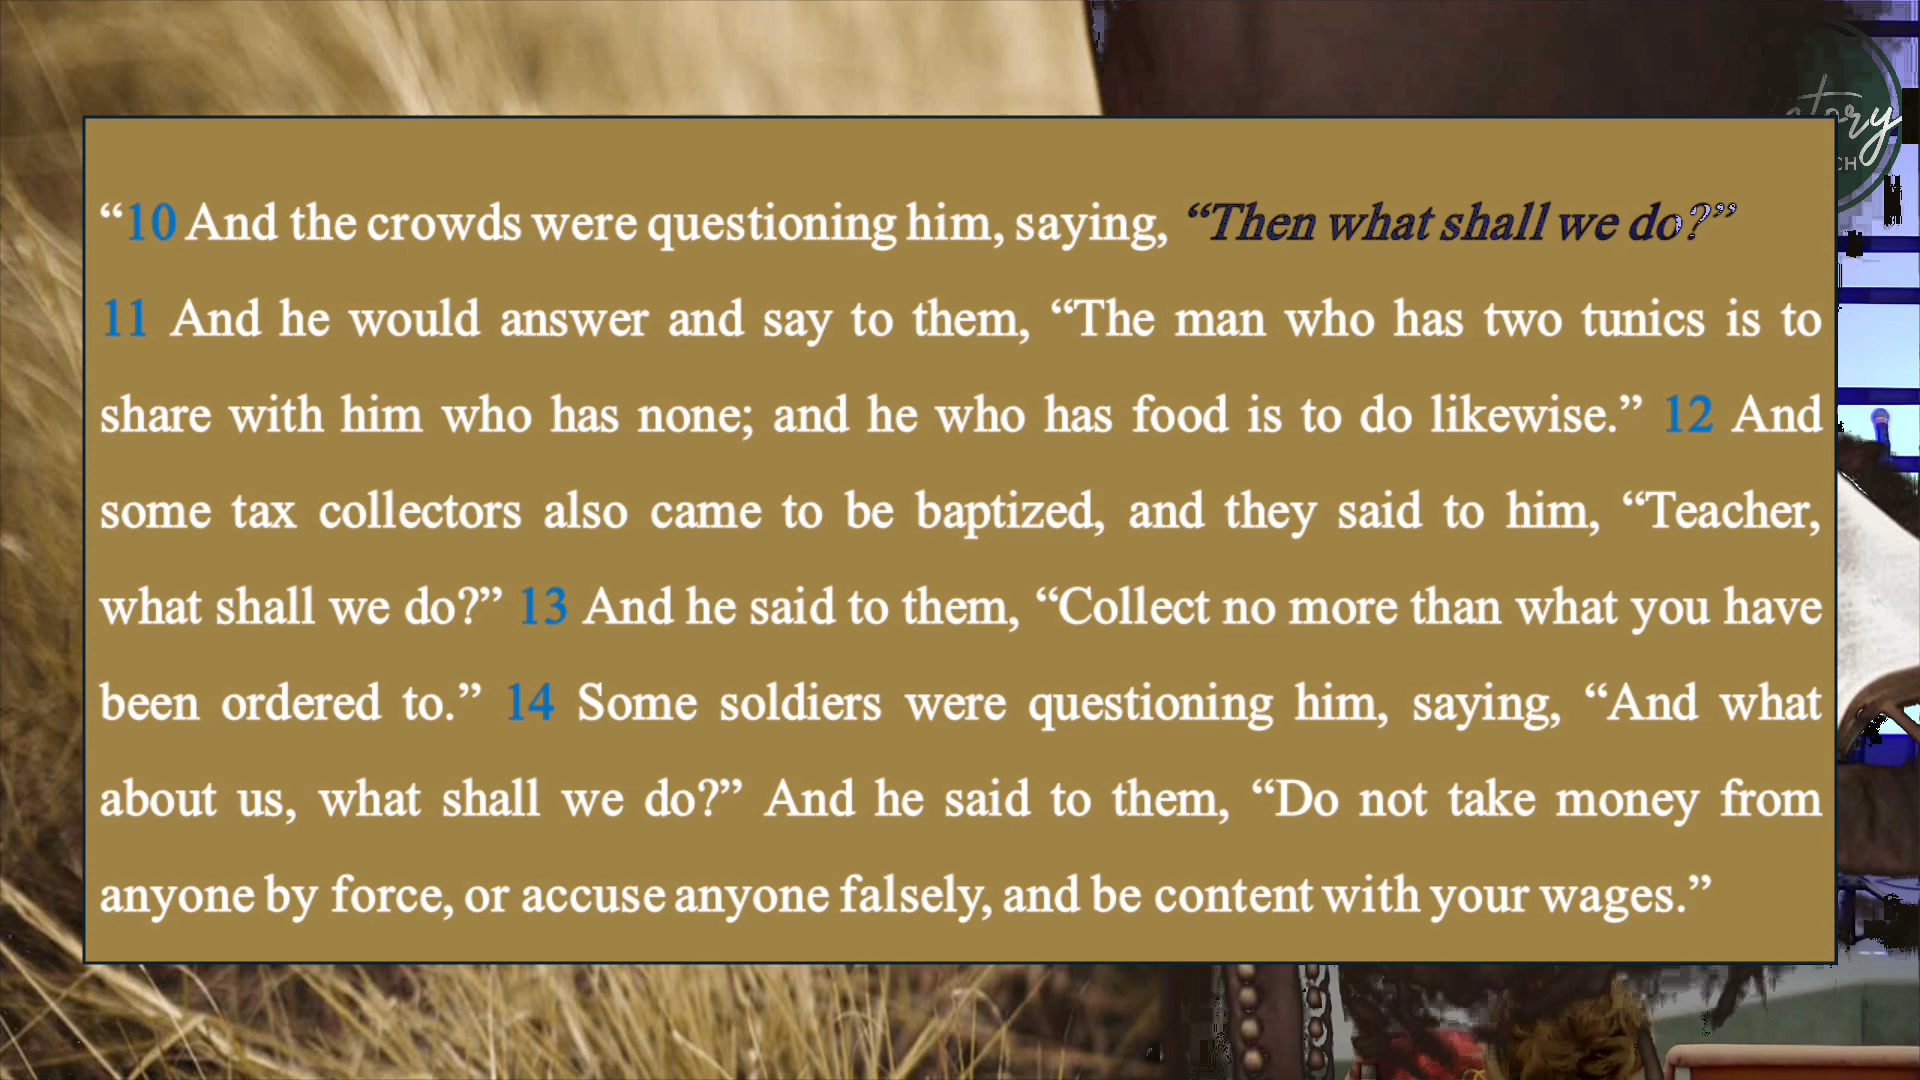 “10 And the crowds were questioning him, saying, “Then what shall we do?”
11 And he would answer and say to them, “The man who has two tunics is to
share with him who has none; and he who has food is to do likewise.” 12 And
some tax collectors also came to be baptized, and they said to him, “Teacher,
what shall we do?” 13 And he said to them, “Collect no more than what you have
been ordered to.” 14 Some soldiers were questioning him, saying, “And what
about us, what shall we do?” And he said to them, “Do not take money from
anyone by force, or accuse anyone falsely, and be content with your wages.”